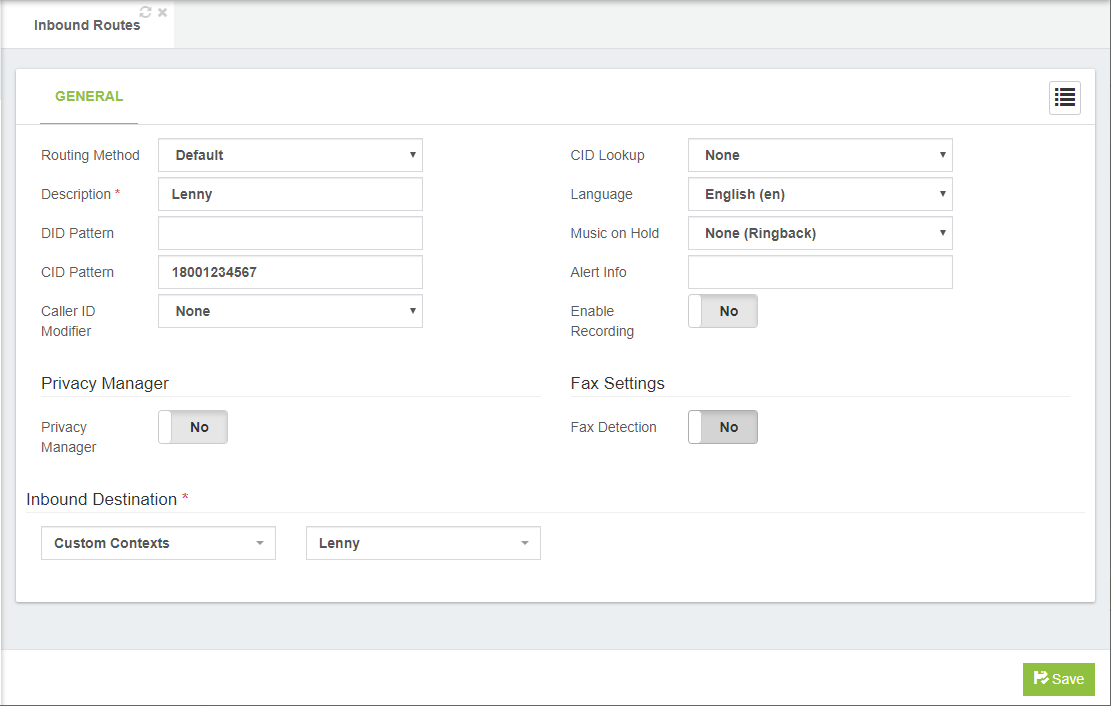 Inbound Routes
GENERAL
Routing Method
Default
Description *
Lenny
DID Pattern
CID Pattern
18001234567
Caller ID
Modifier
None
CID Lookup
None
Language
English (en)
Music on Hold
None (Ringback)
Alert Info
Enable
Recording
No
Privacy Manager
Privacy
Manager
No
Fax Settings
Fax Detection
No
Inbound Destination *
Custom Contexts
Lenny
Save